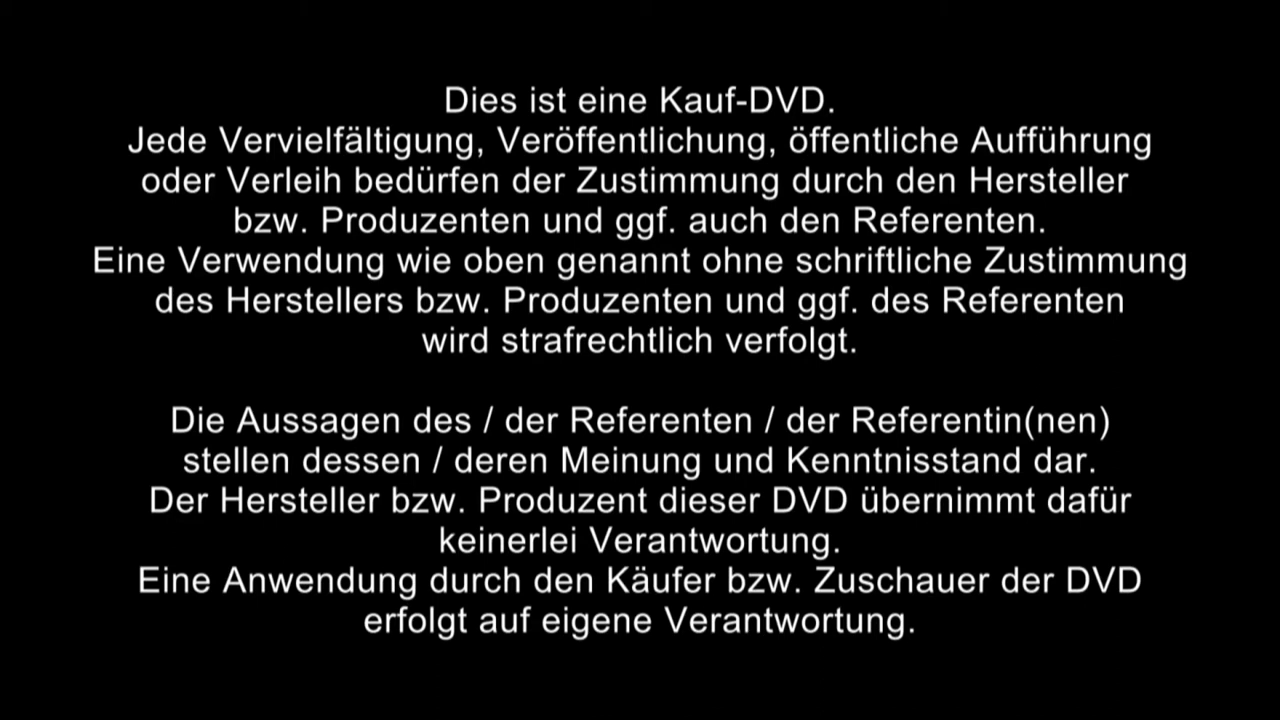 Dies ist eine Kauf-DVD.
Jede Vervielfältigung, Veröffentlichung, öffentliche Aufführung
oder Verleih bedürfen der Zustimmung durch den Hersteller
bzw. Produzenten und ggf. auch den Referenten.
Eine Verwendung wie oben genannt ohne schriftliche Zustimmung
des Herstellers bzw. Produzenten und ggf. des Referenten
wird strafrechtlich verfolgt.
Die Aussagen des / der Referenten / der Referentin(nen)
stellen dessen / deren Meinung und Kenntnisstand dar.
Der Hersteller bzw. Produzent dieser DVD übernimmt dafür
keinerlei Verantwortung.
Eine Anwendung durch den Käufer bzw. Zuschauer der DVD
erfolgt auf eigene Verantwortung.